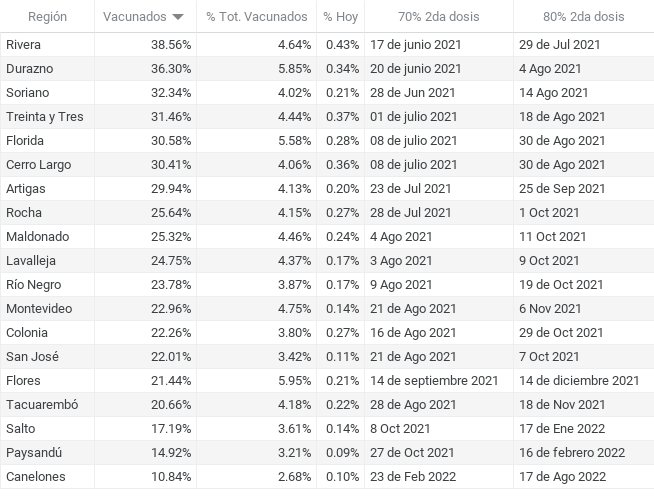 Región Vacunados % Tot. Vacunados % Hoy 70% 2da dosis 80% 2da dosis
Rivera 38.56% 4.64% 0.43% 17 de junio 2021 29 de Jul 2021
Durazno 36.30% 5.85% 0.34% 20 de junio 2021 4 Ago 2021
Soriano 32.34% 4.02% 0.21% 28 de Jun 2021 14 Ago 2021
Treinta y Tres 31.46% 4.44% 0.37% 01 de julio 2021 18 de Ago 2021
Florida 30.58% 5.58% 0.28% 08 de julio 2021 30 de Ago 2021
Cerro Largo 30.41% 4.06% 0.36% 08 de julio 2021 30 de Ago 2021
Artigas 29.94% 4.13% 0.20% 23 de Jul 2021 25 de Sep 2021
Rocha 25.64% 4.15% 0.27% 28 de Jul 2021 1 Oct 2021
Maldonado 25.32% 4.46% 0.24% 4 Ago 2021 11 Oct 2021
Lavalleja 24.75% 4.37% 0.17% 3 Ago 2021 9 Oct 2021
Río Negro 23.78% 3.87% 0.17% 9 Ago 2021 19 de Oct 2021
Montevideo 22.96% 4.75% 0.14% 21 de Ago 2021 6 Nov 2021
Colonia 22.26% 3.80% 0.27% 16 de Ago 2021 29 de Oct 2021
San José 22.01% 3.42% 0.11% 21 de Ago 2021 7 Oct 2021
Flores 21.44% 5.95% 0.21% 14 de septiembre 2021 14 de diciembre 2021
Tacuarembó 20.66% 4.18% 0.22% 28 de Ago 2021 18 de Nov 2021
Salto 17.19% 3.61% 0.14% 8 Oct 2021 17 de Ene 2022
Paysandú 14.92% 3.21% 0.09% 27 de Oct 2021 16 de febrero 2022
Canelones 10.84% 2.68% 0.10% 23 de Feb 2022 17 de Ago 2022